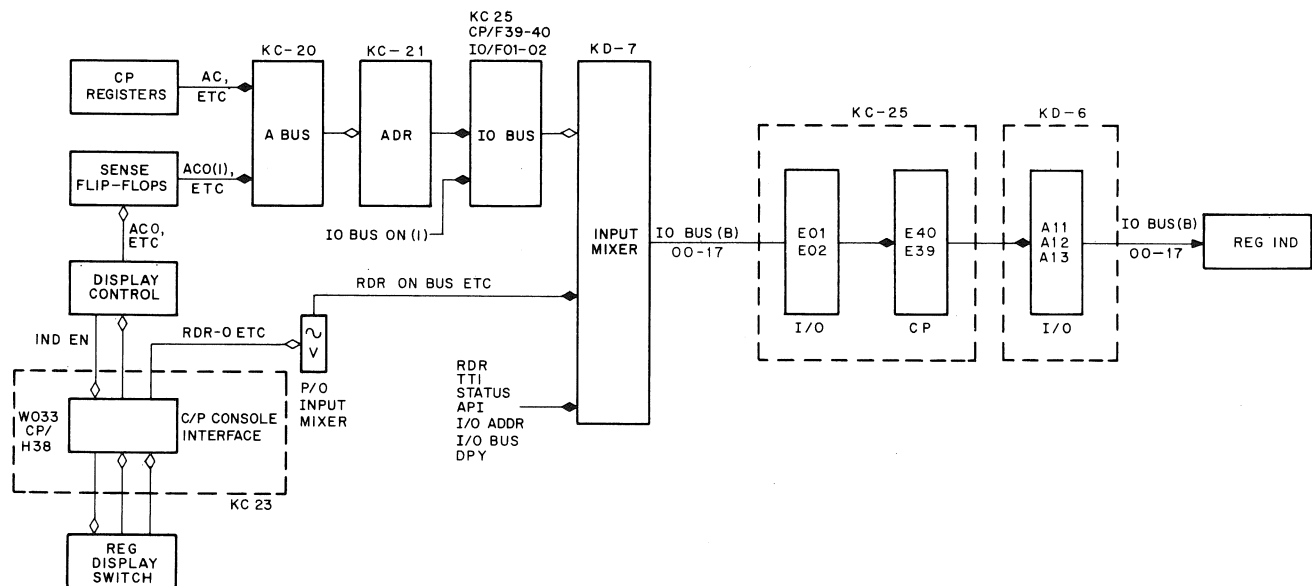 KC-20
KC-21
KC 25
CP/F39-40
IO/F01-02
KD-7
CP
REGISTERS
AC,
ETC
A BUS
ADR
IO BUS
SENSE
FLIP-FLOPS
ACO(1),
ETC
IO BUS ON (1)
ACO,
ETC
DISPLAY
CONTROL
IND EN
RDR-O ETC
RDR ON BUS ETC
∼
V
P/O
INPUT
MIXER
INPUT
MIXER
RDR
TTI
STATUS
API
I/O ADDR
I/O BUS
DPY
W033
CP/
H38
C/P CONSOLE
INTERFACE
KC 23
REG
DISPLAY
SWITCH
IO BUS (B)
00-17
KC-25
E01
E02
I/O
E40
E39
CP
KD-6
A11
A12
A13
I/O
IO BUS(B)
00-17
REG IND